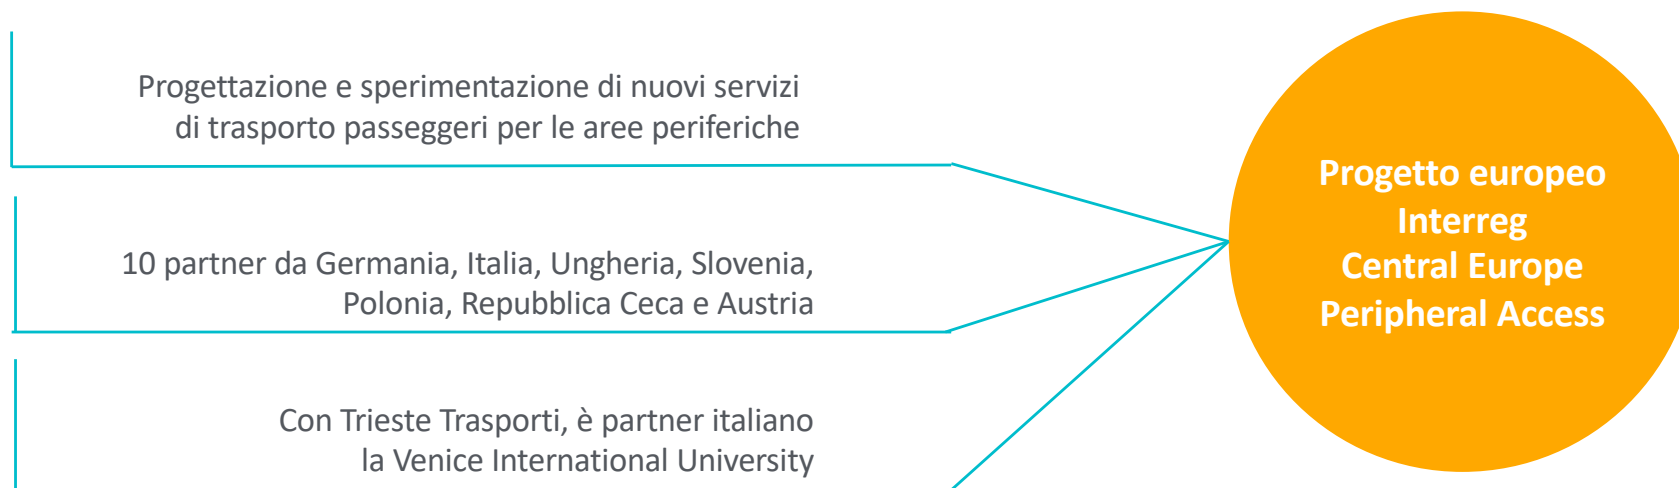 Progettazione e sperimentazione di nuovi servizi
di trasporto passeggeri per le aree periferiche
10 partner da Germania, Italia, Ungheria, Slovenia,
Polonia, Repubblica Ceca e Austria
Con Trieste Trasporti, è partner italiano
la Venice International University
Progetto europeo
Interreg
Central Europe
Peripheral Access